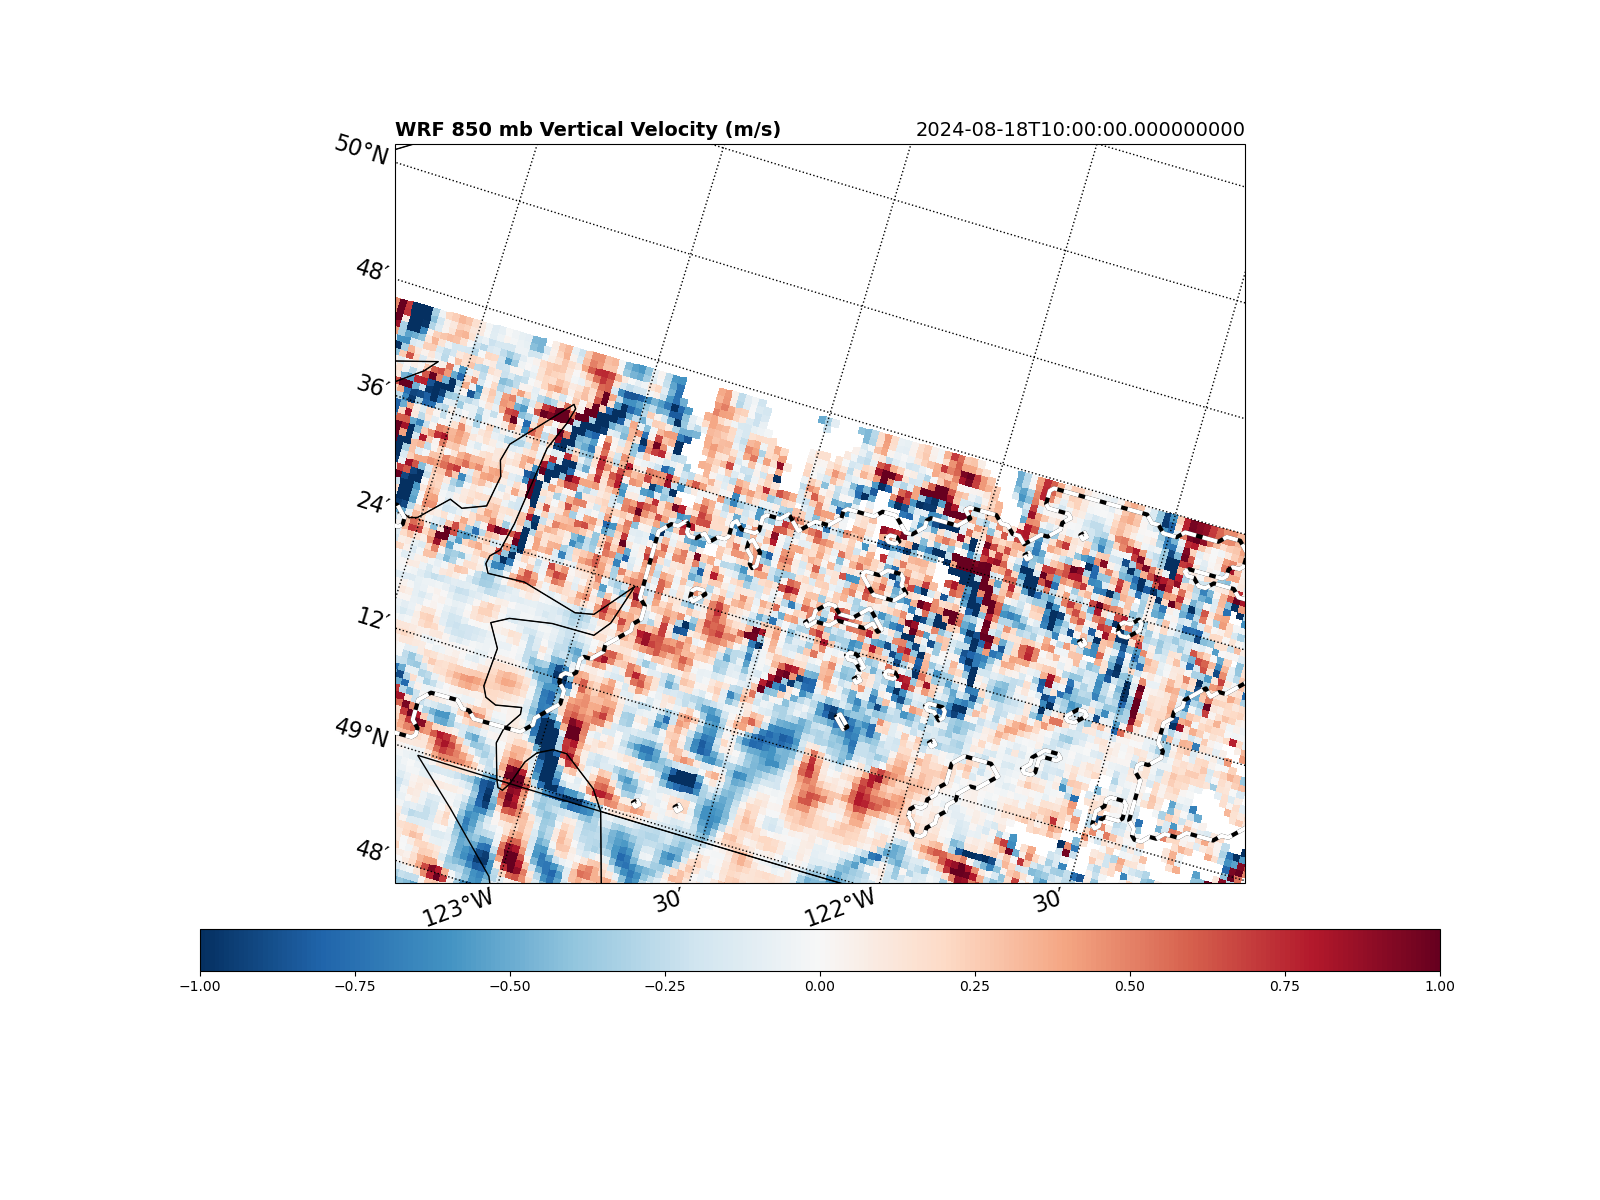 WRF 850 mb Vertical Velocity (m/s) 2024-08-18T10:00:00.000000000
50°N
48′
36′
24′
12′
49°N
48′
123°W 30′ 122°W 30′
−1.00 −0.75 −0.50 −0.25 0.00 0.25 0.50 0.75 1.00